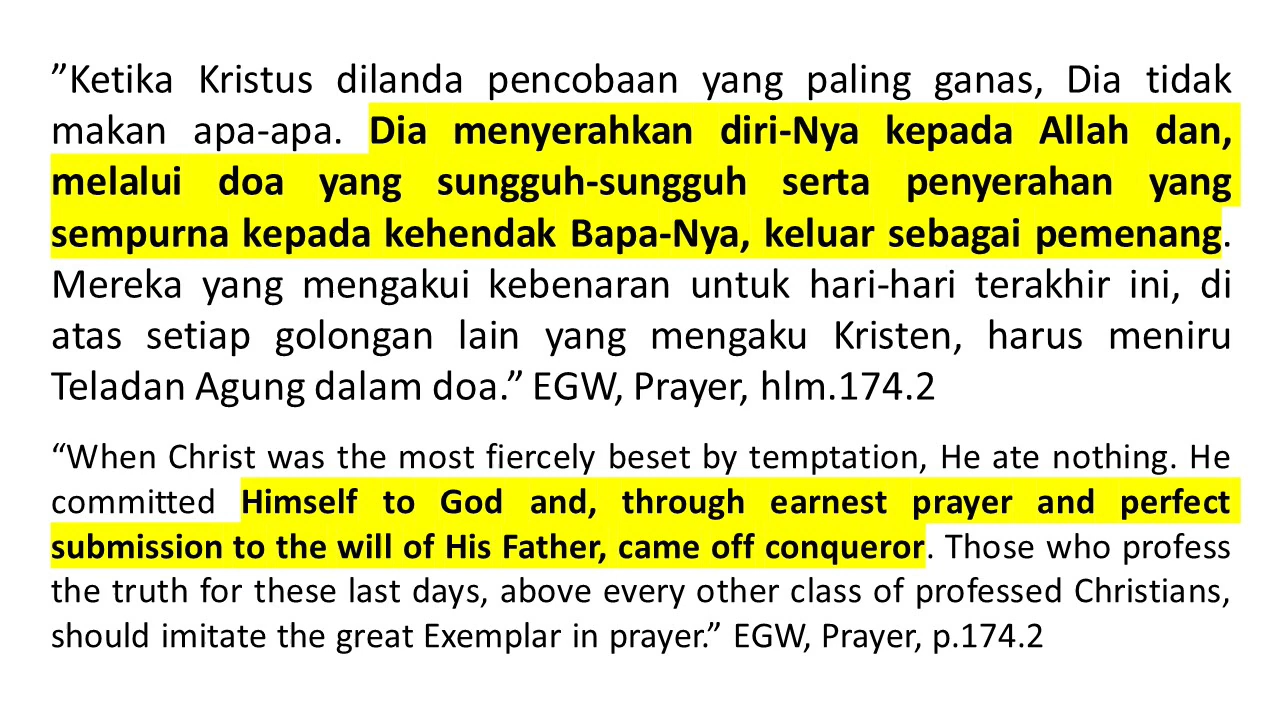 ”Ketika Kristus dilanda pencobaan yang paling ganas, Dia tidak
makan apa-apa. Dia menyerahkan diri-Nya kepada Allah dan,
melalui doa yang sungguh-sungguh serta penyerahan yang
sempurna kepada kehendak Bapa-Nya, keluar sebagai pemenang.
Mereka yang mengakui kebenaran untuk hari-hari terakhir ini, di
atas setiap golongan lain yang mengaku Kristen, harus meniru
Teladan Agung dalam doa.” EGW, Prayer, hlm.174.2
“When Christ was the most fiercely beset by temptation, He ate nothing. He
committed Himself to God and, through earnest prayer and perfect
submission to the will of His Father, came off conqueror. Those who profess
the truth for these last days, above every other class of professed Christians,
should imitate the great Exemplar in prayer.” EGW, Prayer, p.174.2